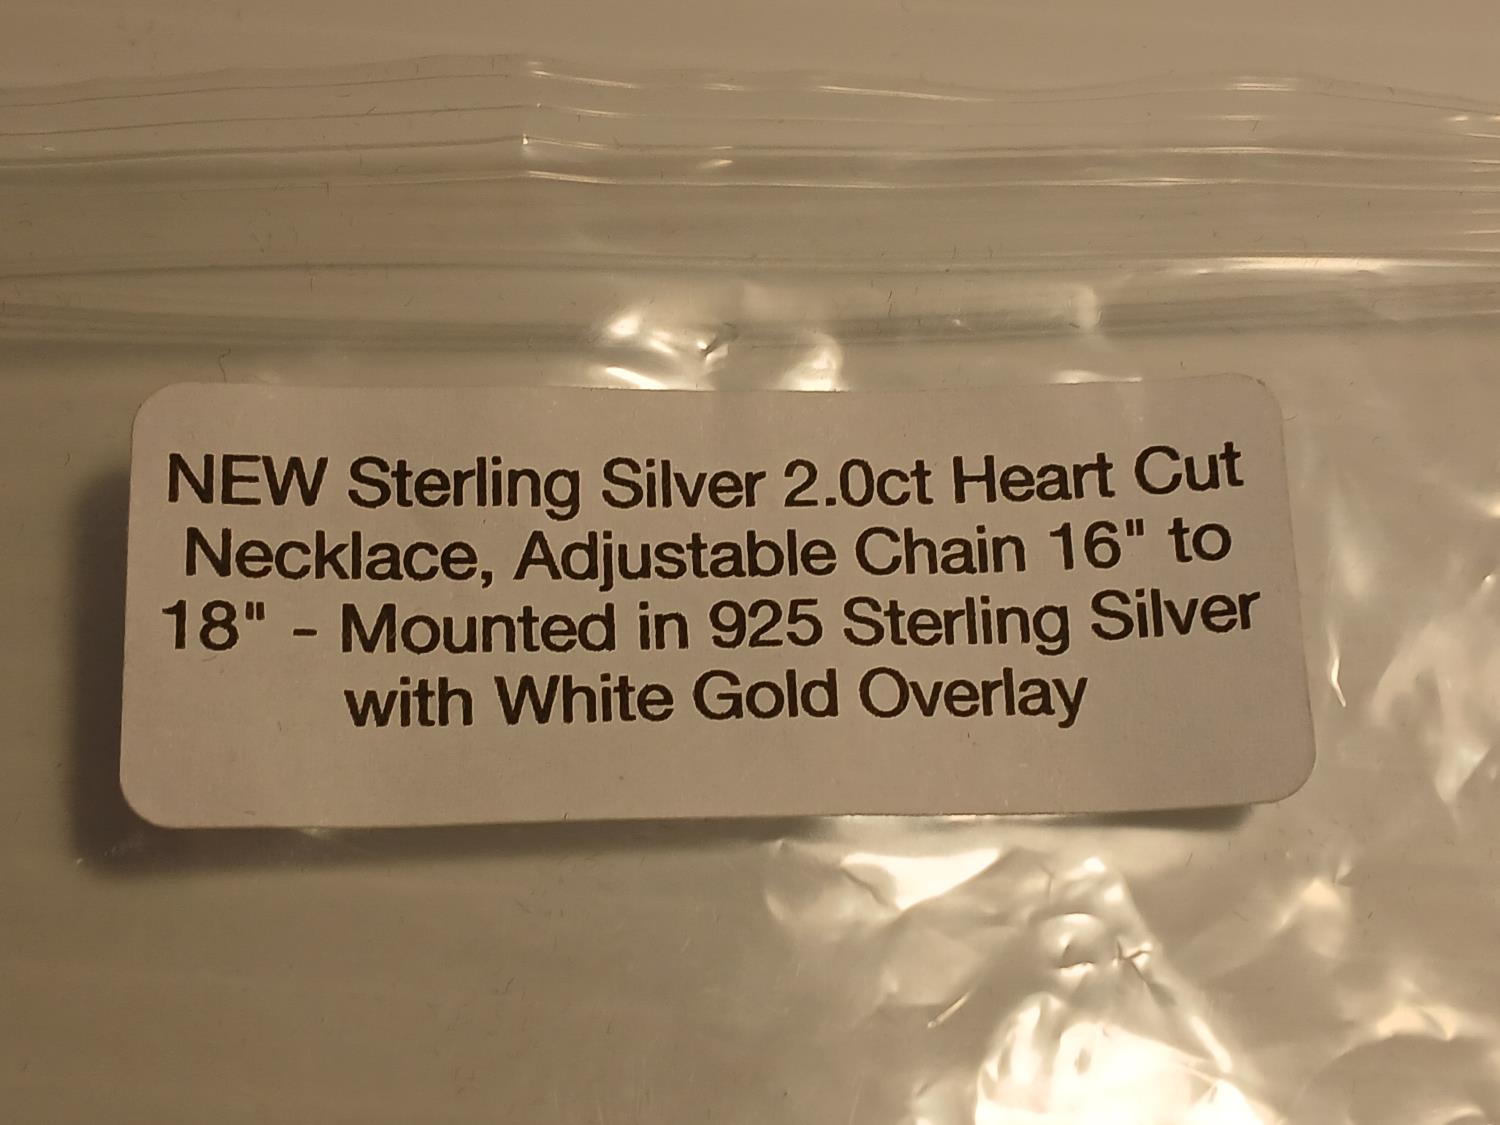 NEW Sterling Silver 2.0ct Heart Cut
Necklace, Adjustable Chain 16" to
18" - Mounted in 925 Sterling Silver
with White Gold Overlay